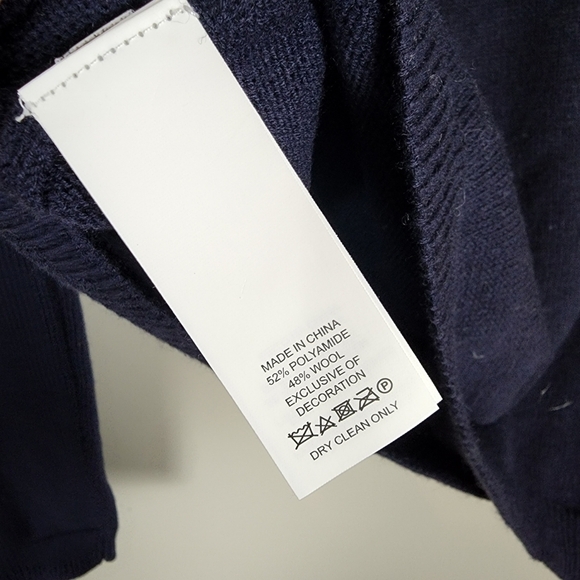 MADE IN CHINA
52% POLYAMIDE
48% WOOL
EXCLUSIVE OF
DECORATION
P
DRY CLEAN ONLY